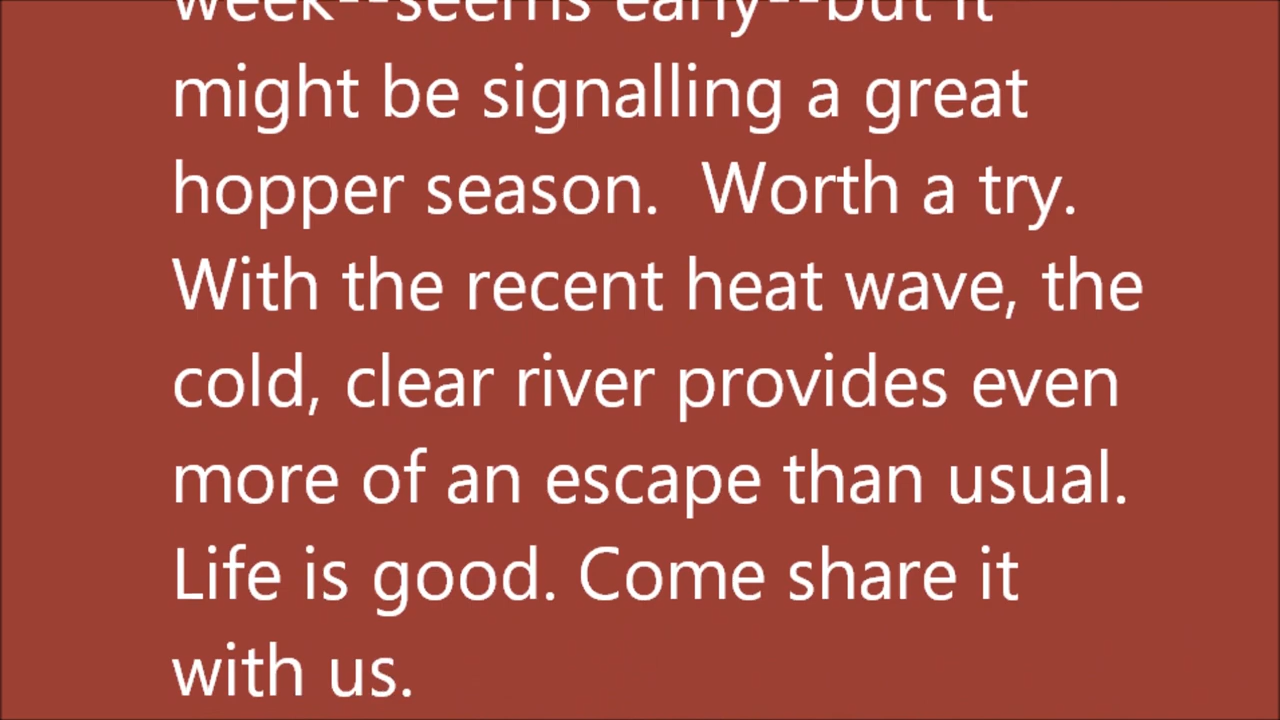 week--seems early--but it
might be signalling a great
hopper season.  Worth a try.
With the recent heat wave, the
cold, clear river provides even
more of an escape than usual.
Life is good. Come share it
with us.